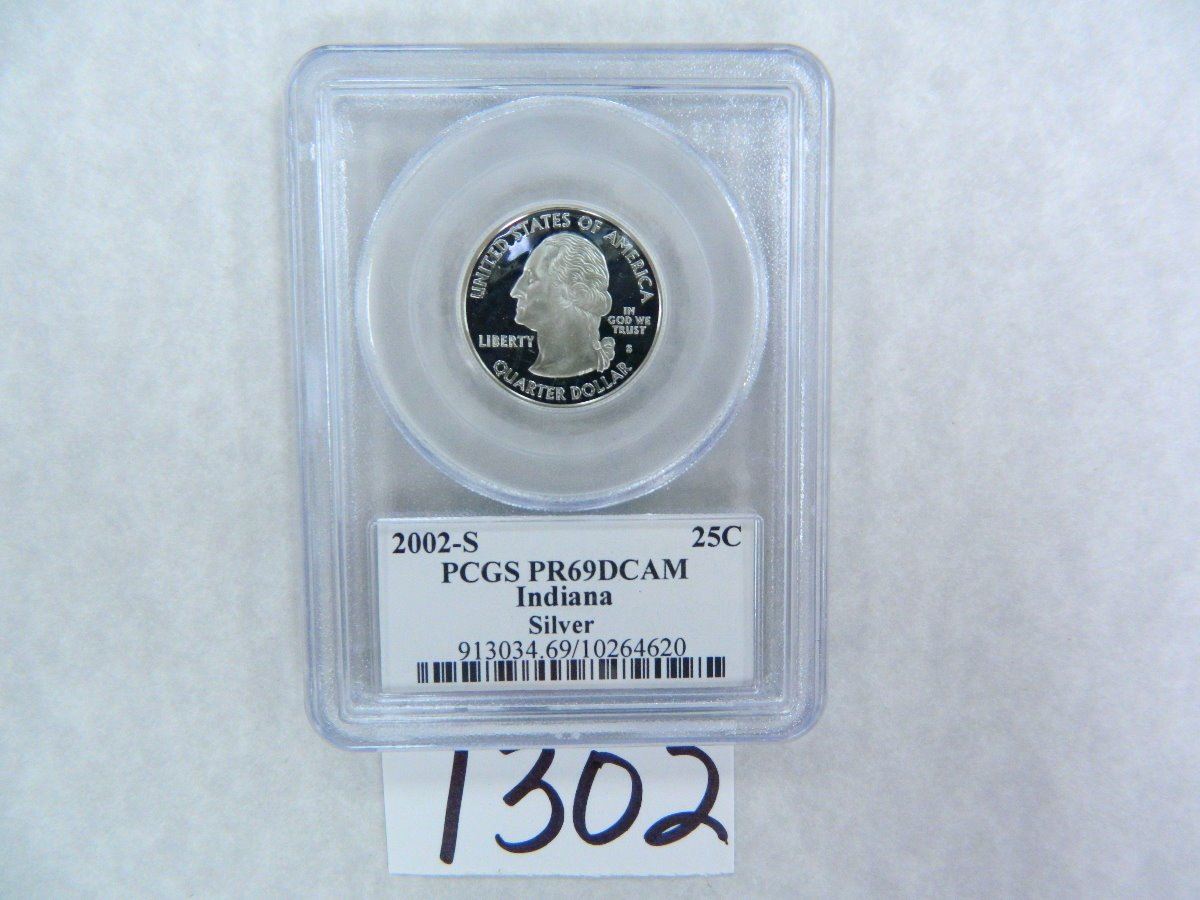 UNITED STATES OF AMERICA
IN
GOD WE
TRUST
LIBERTY
S
QUARTER DOLLAR
2002-S 25C
PCGS PR69DCAM
Indiana
Silver
913034.69/10264620
1302